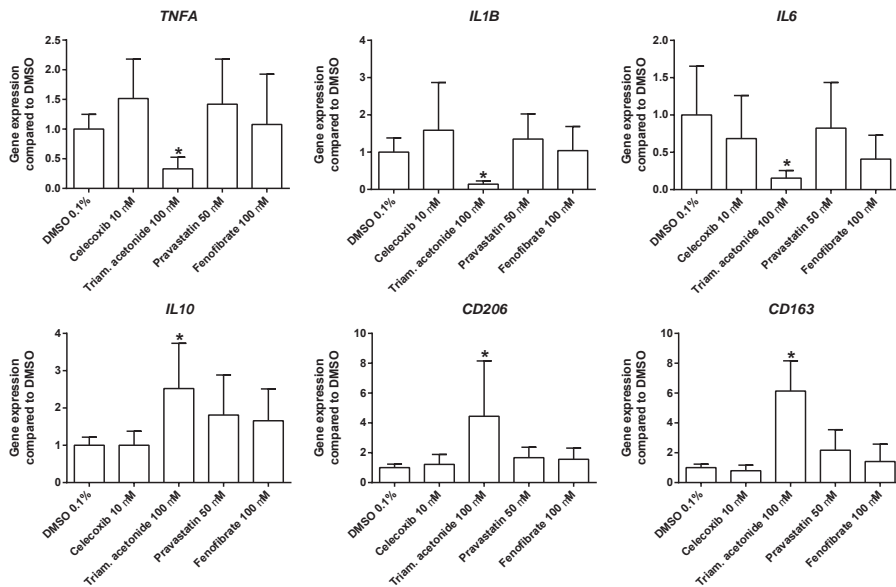 TNFA
Gene expression
compared to DMSO
2.5
2.0
1.5
1.0
0.5
0.0
*
DMSO 0.1%
Celecoxib 10 nM
Triam. acetonide 100 nM
Pravastatin 50 nM
Fenofibrate 100 nM
IL1B
Gene expression
compared to DMSO
4
3
2
1
0
*
DMSO 0.1%
Celecoxib 10 nM
Triam. acetonide 100 nM
Pravastatin 50 nM
Fenofibrate 100 nM
IL6
Gene expression
compared to DMSO
2.0
1.5
1.0
0.5
0.0
*
DMSO 0.1%
Celecoxib 10 nM
Triam. acetonide 100 nM
Pravastatin 50 nM
Fenofibrate 100 nM
IL10
Gene expression
compared to DMSO
4
3
2
1
0
*
DMSO 0.1%
Celecoxib 10 nM
Triam. acetonide 100 nM
Pravastatin 50 nM
Fenofibrate 100 nM
CD206
Gene expression
compared to DMSO
10
8
6
4
2
0
*
DMSO 0.1%
Celecoxib 10 nM
Triam. acetonide 100 nM
Pravastatin 50 nM
Fenofibrate 100 nM
CD163
Gene expression
compared to DMSO
10
8
6
4
2
0
*
DMSO 0.1%
Celecoxib 10 nM
Triam. acetonide 100 nM
Pravastatin 50 nM
Fenofibrate 100 nM